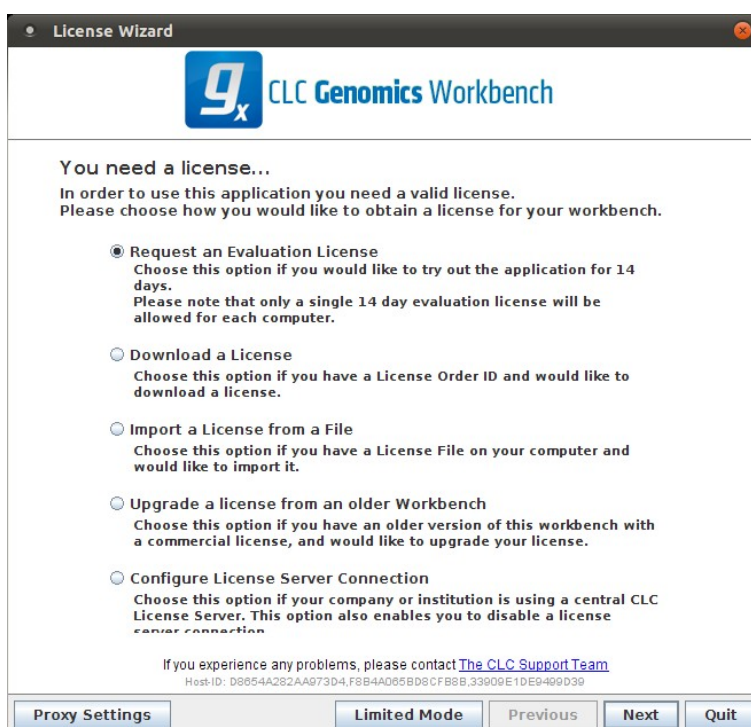 License Wizard
gx CLC Genomics Workbench
You need a license...
In order to use this application you need a valid license.
Please choose how you would like to obtain a license for your workbench.
Request an Evaluation License
Choose this option if you would like to try out the application for 14
days.
Please note that only a single 14 day evaluation license will be
allowed for each computer.
Download a License
Choose this option if you have a License Order ID and would like to
download a license.
Import a License from a File
Choose this option if you have a License File on your computer and
would like to import it.
Upgrade a license from an older Workbench
Choose this option if you have an older version of this workbench with
a commercial license, and would like to upgrade your license.
Configure License Server Connection
Choose this option if your company or institution is using a central CLC
License Server. This option also enables you to disable a license
server connection
If you experience any problems, please contact The CLC Support Team
Host-ID: D8654A282AA973D4,F8B4A065BD8CFB8B,33909E1DE9499D39
Proxy Settings Limited Mode Previous Next Quit